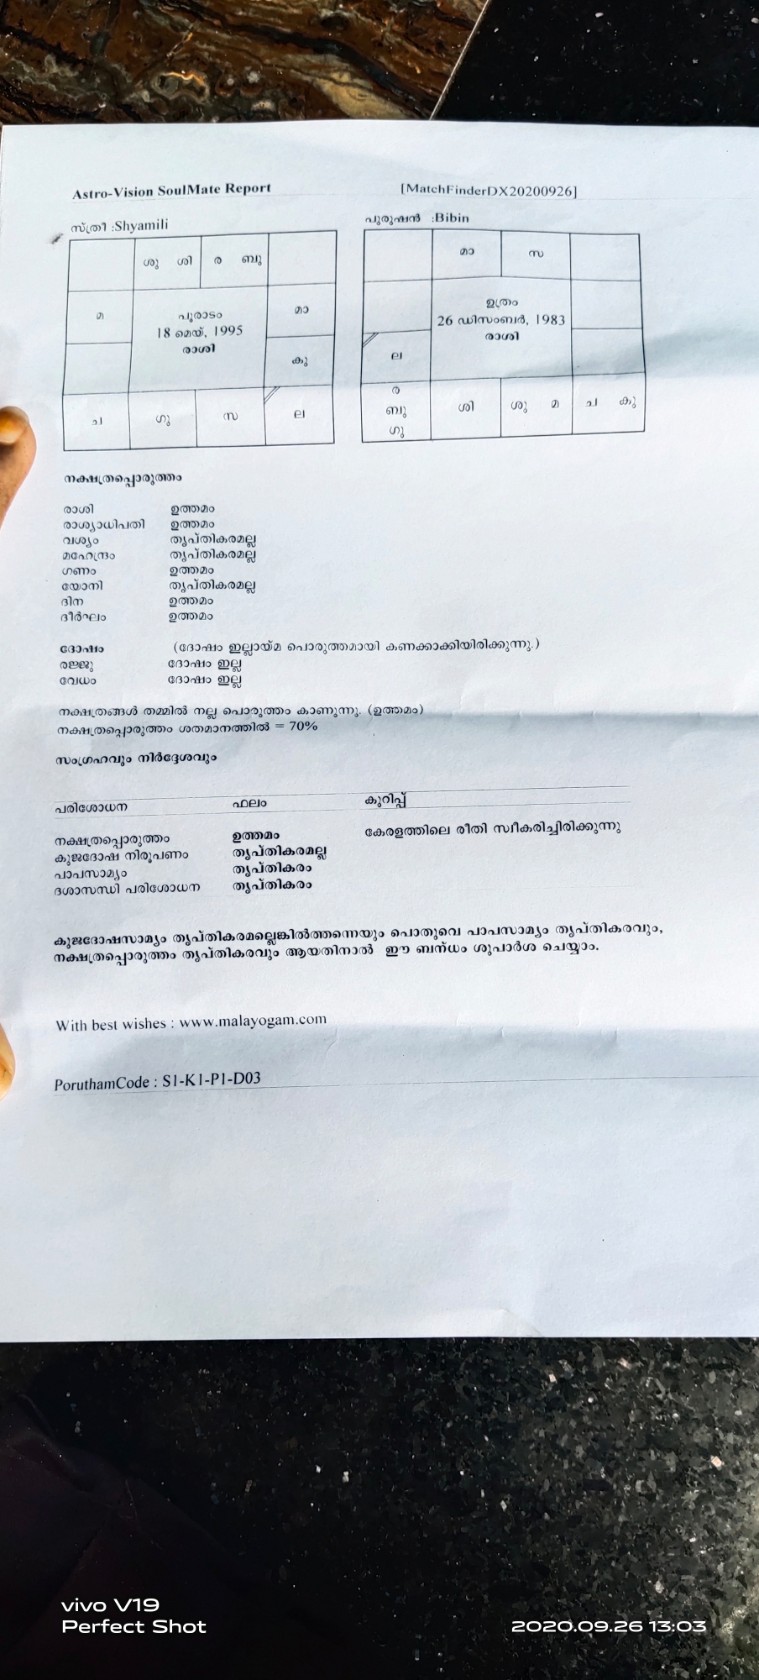 Astro-Vision SoulMate Report [MatchFinderDX20200926]
സ്ത്രീ :Shyamili
പുരുഷൻ :Bibin
ശു ശി ര ബു
മ
പൂരാടം
18 മെയ്, 1995
രാശി
മാ
കു
ച ഗു സ ല
മാ സ
ഉത്രം
26 ഡിസംബർ, 1983
രാശി
ല
ര
ബു
ഗു
ശി ശു മ ച കു
നക്ഷത്രപ്പൊരുത്തം
രാശി ഉത്തമം
രാശ്യാധിപതി ഉത്തമം
വശ്യം തൃപ്തികരമല്ല
മഹേന്ദ്രം തൃപ്തികരമല്ല
ഗണം ഉത്തമം
യോനി തൃപ്തികരമല്ല
ദിന ഉത്തമം
ദീർഘം ഉത്തമം
ദോഷം (ദോഷം ഇല്ലായ്മ പൊരുത്തമായി കണക്കാക്കിയിരിക്കുന്നു.)
രജ്ജു ദോഷം ഇല്ല
വേധം ദോഷം ഇല്ല
നക്ഷത്രങ്ങൾ തമ്മിൽ നല്ല പൊരുത്തം കാണുന്നു. (ഉത്തമം)
നക്ഷത്രപ്പൊരുത്തം ശതമാനത്തിൽ = 70%
സംഗ്രഹവും നിർദ്ദേശവും
പരിശോധന ഫലം കുറിപ്പ്
നക്ഷത്രപ്പൊരുത്തം ഉത്തമം കേരളത്തിലെ രീതി സ്വീകരിച്ചിരിക്കുന്നു
കുജദോഷ നിരൂപണം തൃപ്തികരമല്ല
പാപസാമ്യം തൃപ്തികരം
ദശാസന്ധി പരിശോധന തൃപ്തികരം
കുജദോഷസാമ്യം തൃപ്തികരമല്ലെങ്കിൽത്തന്നെയും പൊതുവെ പാപസാമ്യം തൃപ്തികരവും,
നക്ഷത്രപ്പൊരുത്തം തൃപ്തികരവും ആയതിനാൽ ഈ ബന്ധം ശുപാർശ ചെയ്യാം.
With best wishes : www.malayogam.com
PoruthamCode : S1-K1-P1-D03
vivo V19
Perfect Shot 2020.09.26 13:03